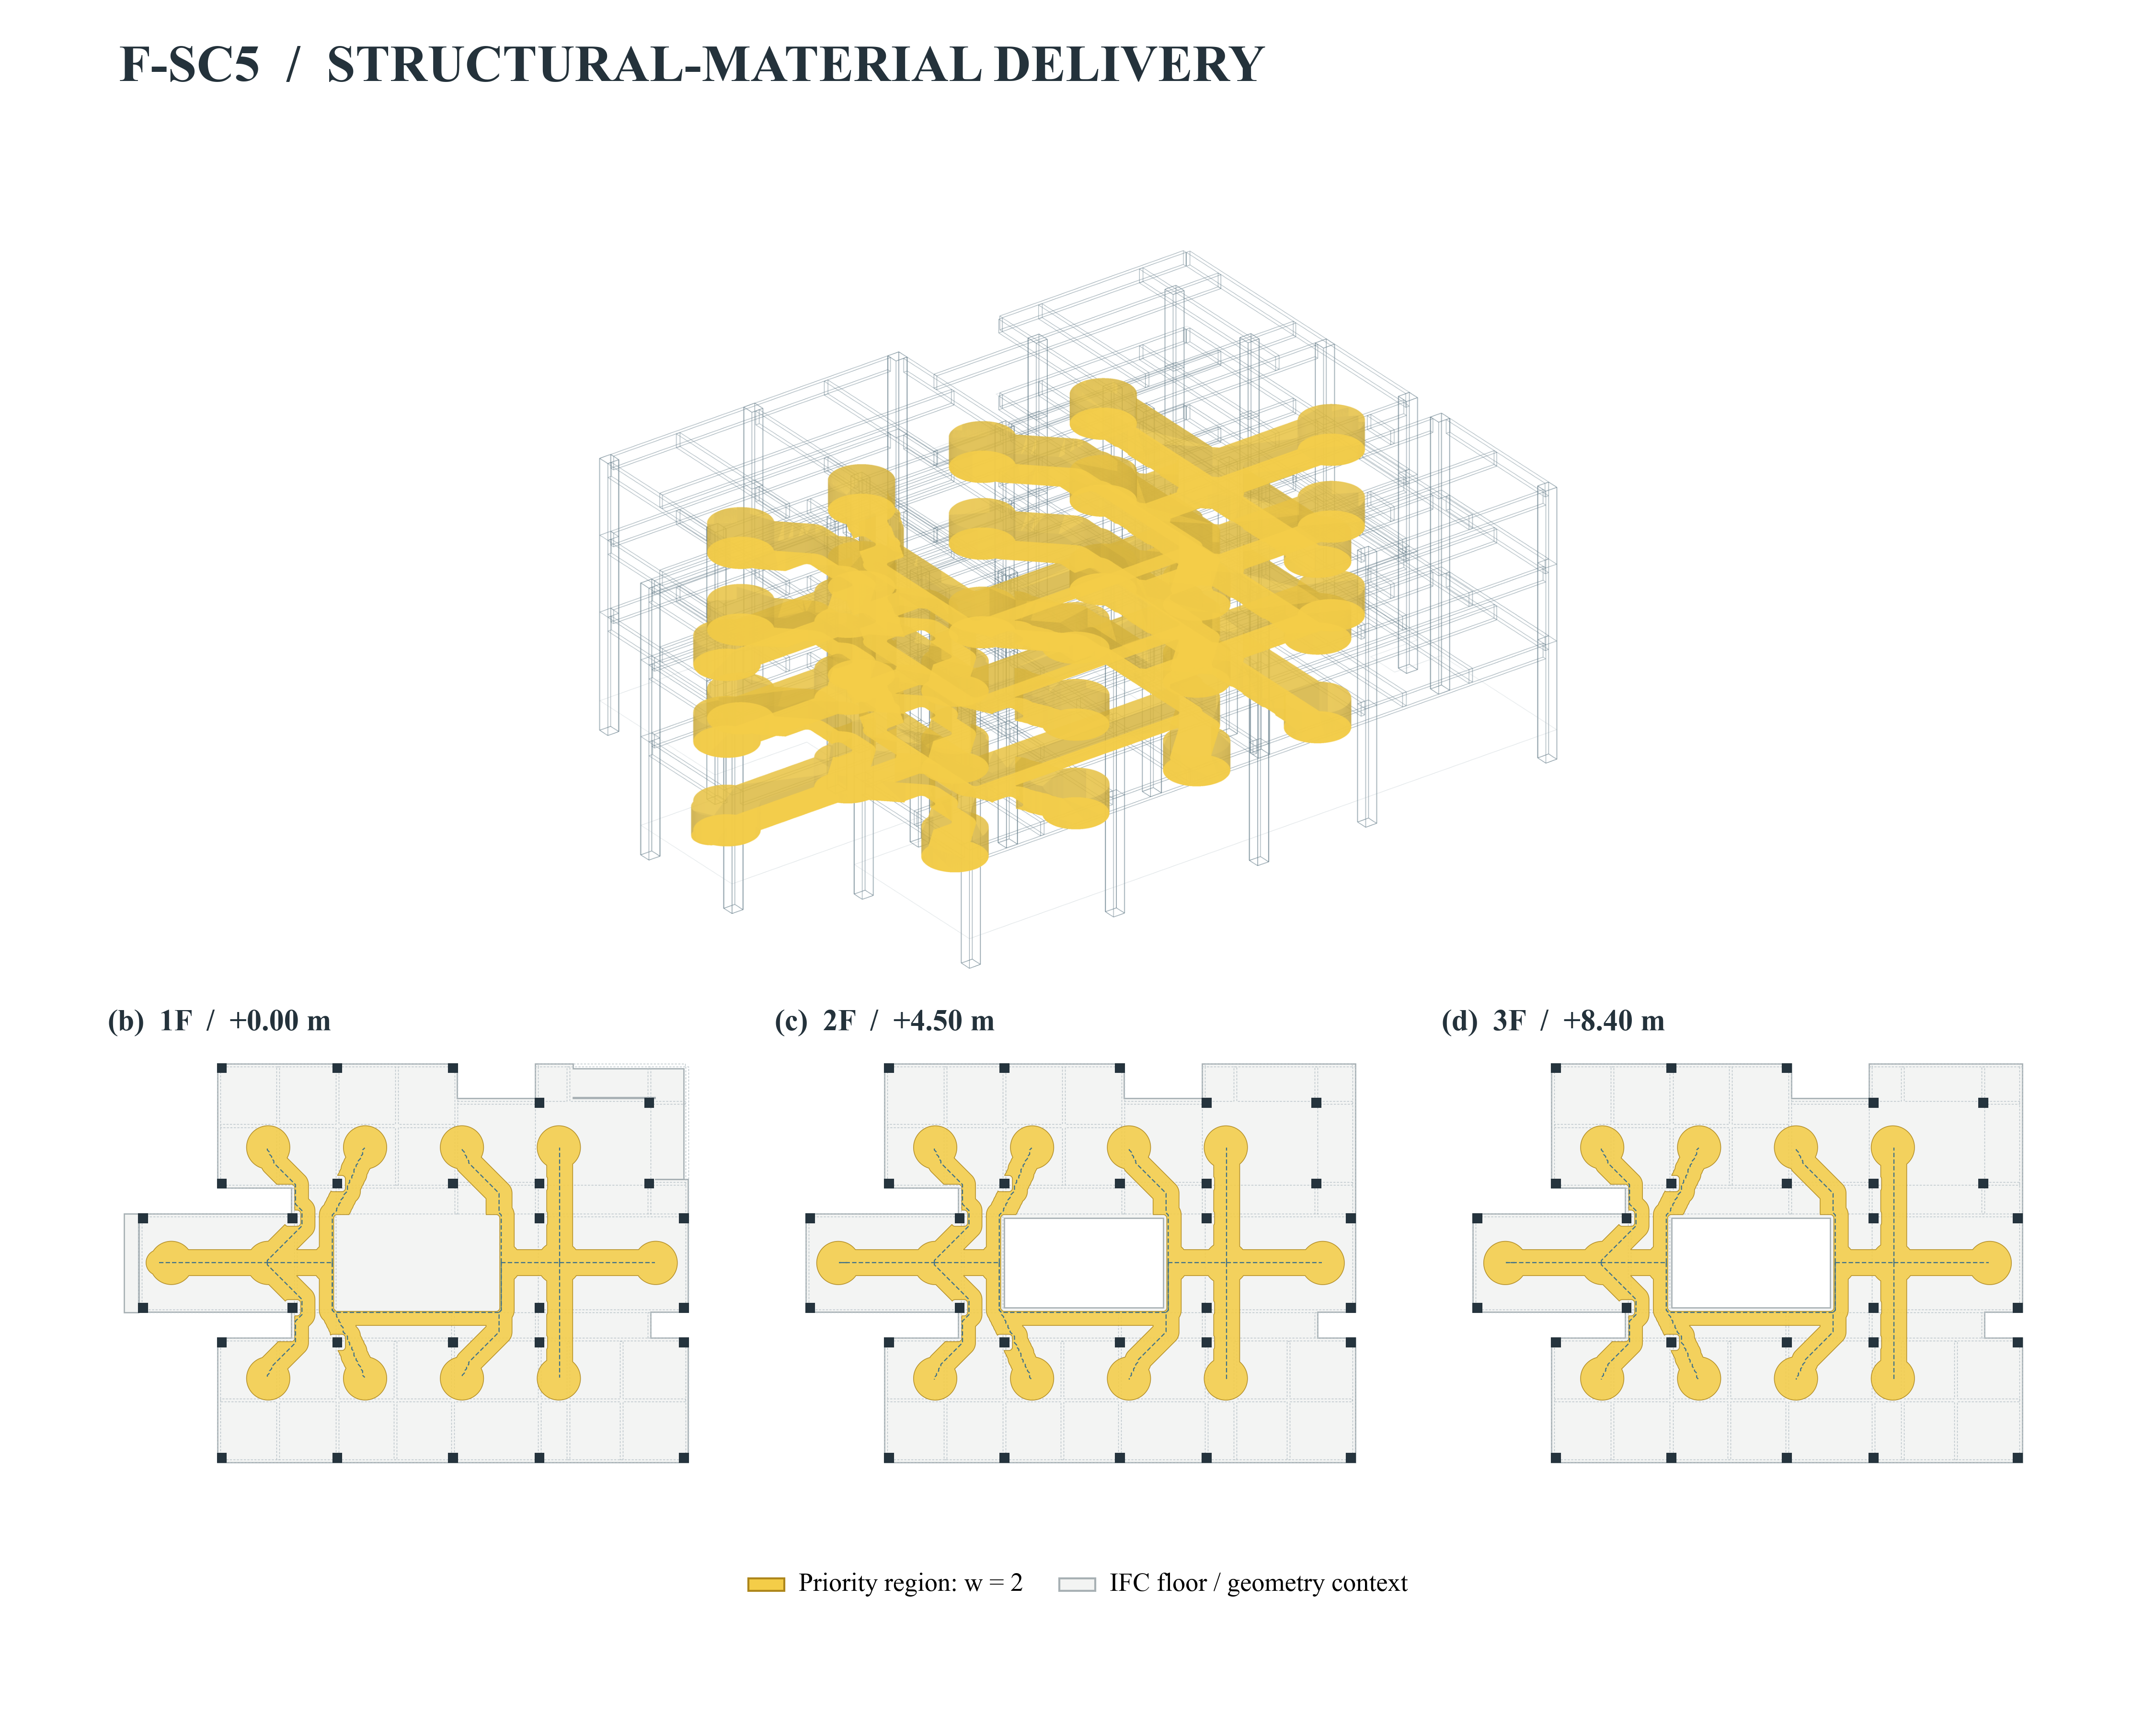 F-SC5 / STRUCTURAL-MATERIAL DELIVERY
(b) 1F / +0.00 m
(c) 2F / +4.50 m
(d) 3F / +8.40 m
Priority region: w = 2
IFC floor / geometry context